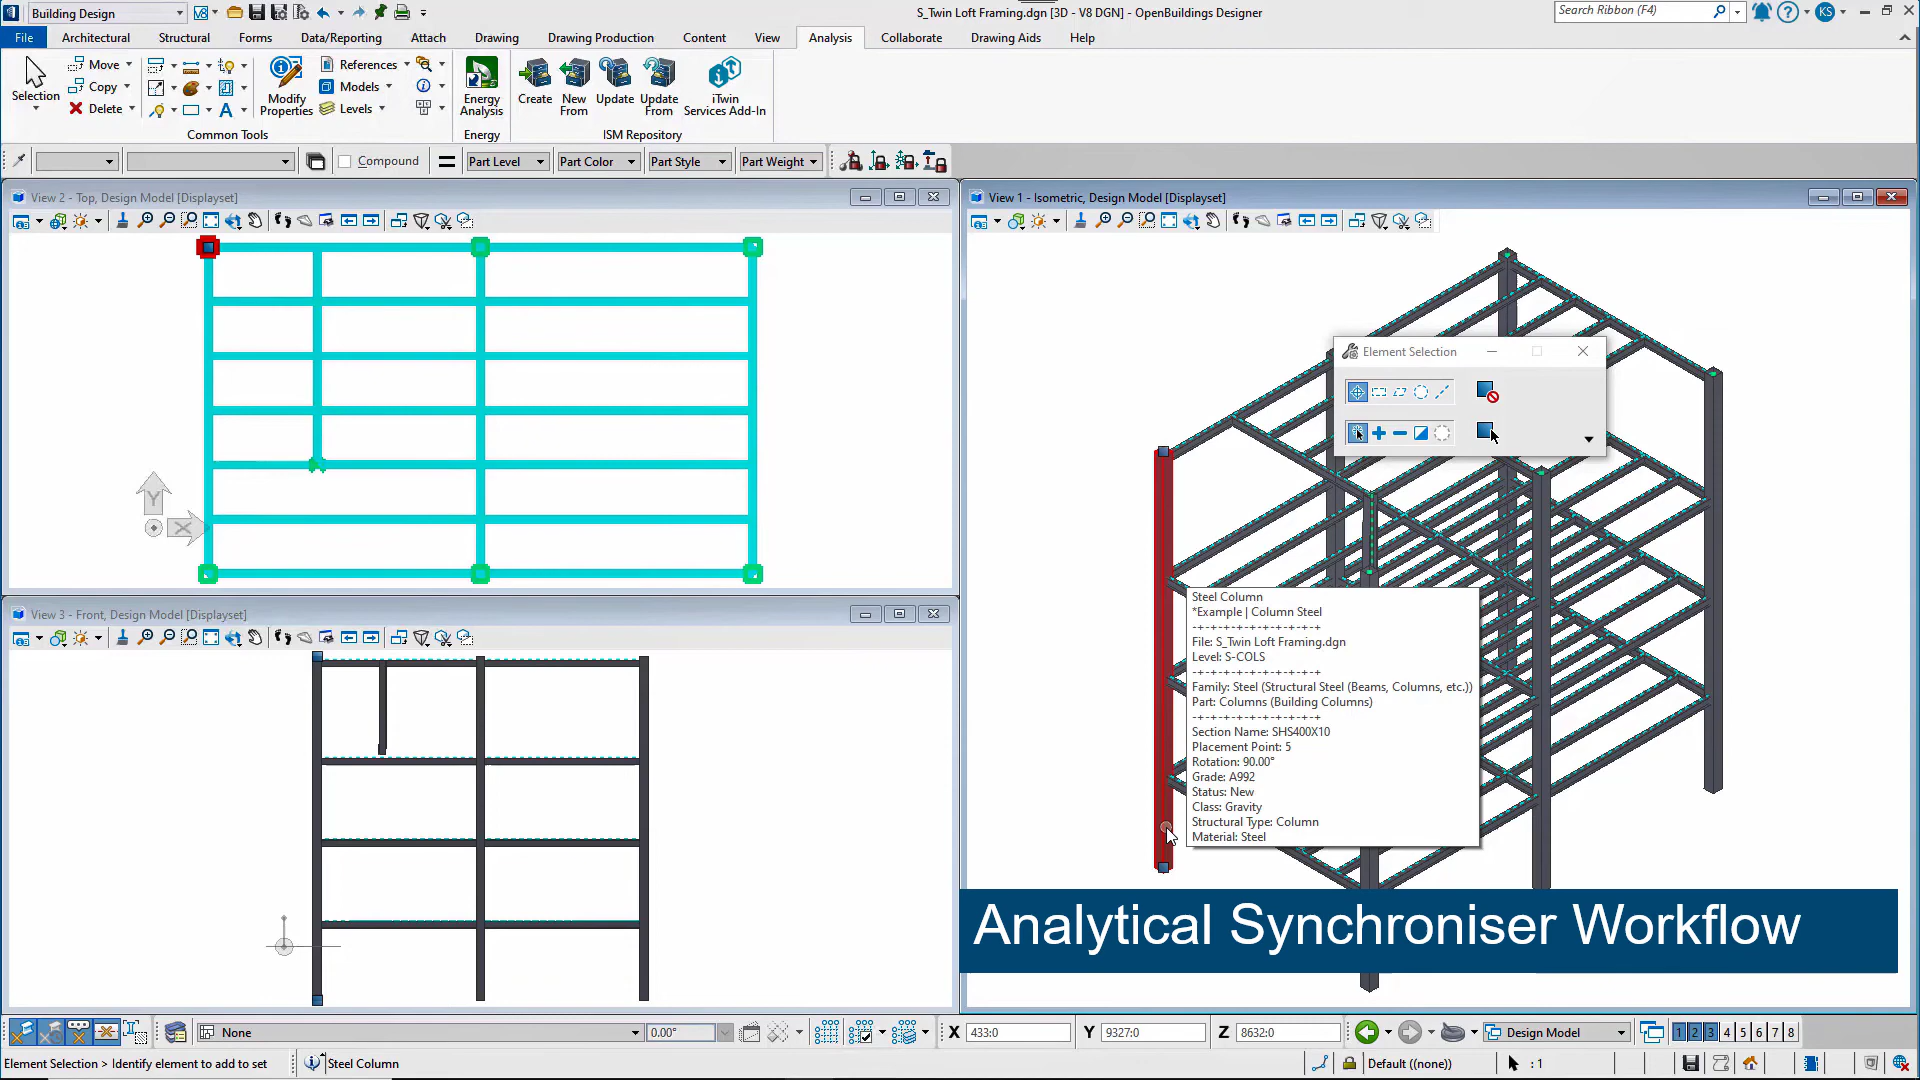 Building Design
V8
S_Twin Loft Framing.dgn [3D - V8 DGN] - OpenBuildings Designer
Search Ribbon (F4)
KS
File
Architectural
Structural
Forms
Data/Reporting
Attach
Drawing
Drawing Production
Content
View
Analysis
Collaborate
Drawing Aids
Help
Selection
Move
Copy
Delete
Modify
Properties
References
Models
Levels
Common Tools
Energy
Analysis
Energy
Create
New
From
Update
Update
From
iTwin
Services Add-In
ISM Repository
Compound
Part Level
Part Color
Part Style
Part Weight
View 2 - Top, Design Model [Displayset]
Y
X
View 3 - Front, Design Model [Displayset]
View 1 - Isometric, Design Model [Displayset]
Element Selection
Steel Column
*Example | Column Steel
-+-+-+-+-+-+-+-+-+-+
File: S_Twin Loft Framing.dgn
Level: S-COLS
-+-+-+-+-+-+-+-+-+-+
Family: Steel (Structural Steel (Beams, Columns, etc.))
Part: Columns (Building Columns)
-+-+-+-+-+-+-+-+-+-+
Section Name: SHS400X10
Placement Point: 5
Rotation: 90.00°
Grade: A992
Status: New
Class: Gravity
Structural Type: Column
Material: Steel
Analytical Synchroniser Workflow
None
0.00°
X 433:0
Y 9327:0
Z 8632:0
Design Model
1 2 3 4 5 6 7 8
Element Selection > Identify element to add to set
Steel Column
Default ((none))
: 1